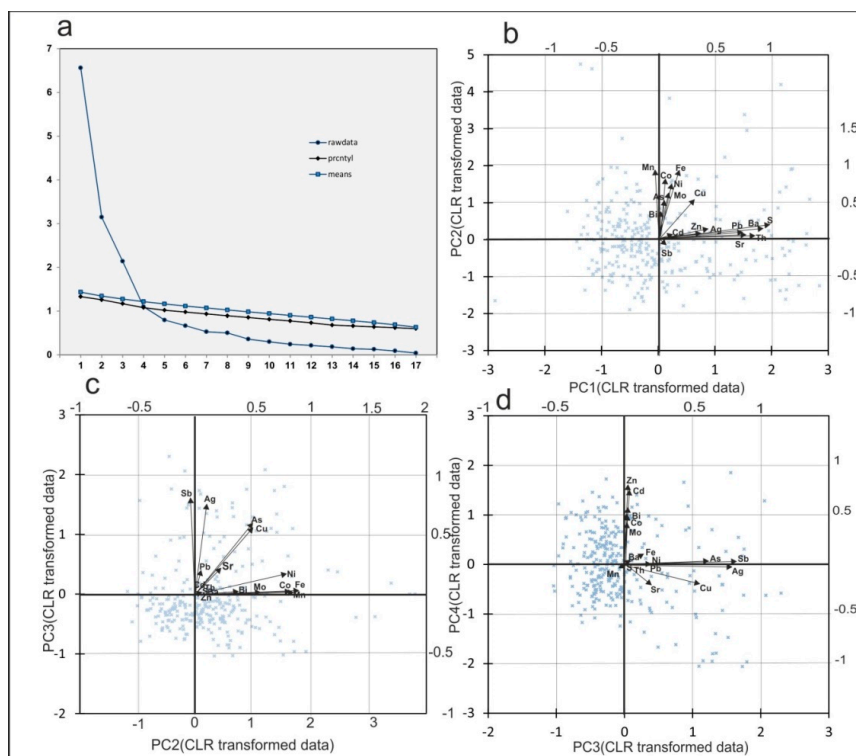 a
7
6
5
4
3
2
1
0
rawdata
prcntyl
means
1 2 3 4 5 6 7 8 9 10 11 12 13 14 15 16 17
b
-1 0 0.5 1
5
4
3
2
1
0
-1
-2
-3
1.5
1
0.5
0
-0.5
-1
PC2(CLR transformed data)
Mn Fe
Co
Ni
As Mo Cu
Bi
Zn Ag Pb Ba S
Cd Sr Th
Sb
-3 -2 -1 0 1 2 3
PC1(CLR transformed data)
c
-1 -0.5 0 0.5 1 1.5 2
3
2
1
0
-1
-2
1
0.5
0
-0.5
PC3(CLR transformed data)
Sb Ag
As
Cu
Pb Sr
Ni
Th
Bi Mo Co Fe
Zn Mn
-1 0 1 2 3
PC2(CLR transformed data)
d
-1 -0.5 0 0.5 1
3
2
1
0
-1
-2
-3
1
0.5
0
-0.5
-1
PC4(CLR transformed data)
Zn
Cd
Bi
Co
Mo
Fe
Ba Ni As Sb
Mn S Th Pb Ag
Sr Cu
-2 -1 0 1 2 3
PC3(CLR transformed data)